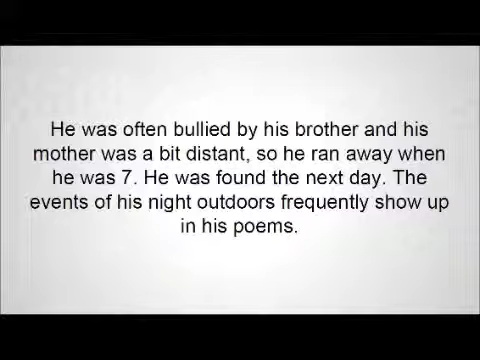 He was often bullied by his brother and his
mother was a bit distant, so he ran away when
he was 7. He was found the next day. The
events of his night outdoors frequently show up
in his poems.